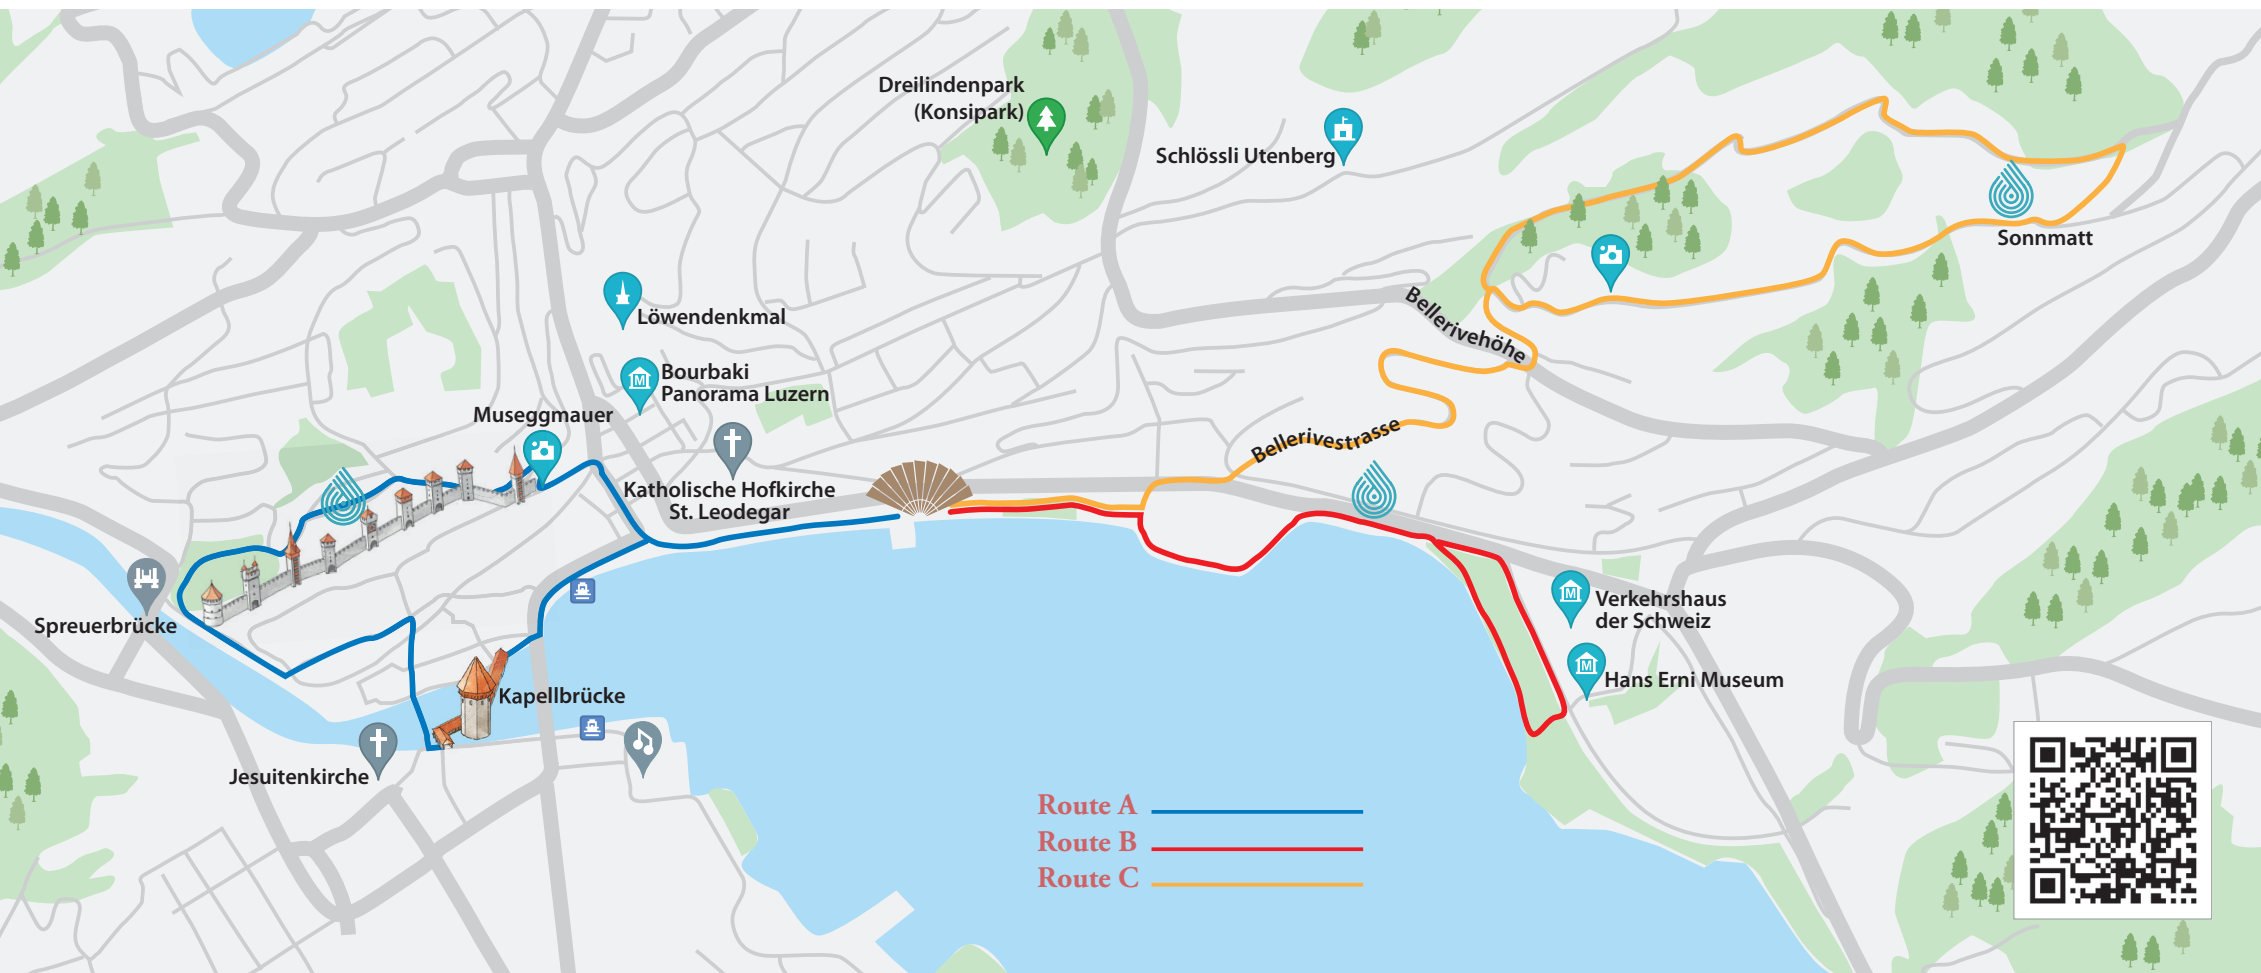 Dreilindenpark
(Konsipark)
Schlössli Utenberg
Sonnmatt
Löwendenkmal
Bellerivehöhe
Bourbaki
Panorama Luzern
Museggmauer
Bellerivestrasse
Katholische Hofkirche
St. Leodegar
Spreuerbrücke
Verkehrshaus
der Schweiz
Hans Erni Museum
Kapellbrücke
Jesuitenkirche
Route A
Route B
Route C
M
M
M